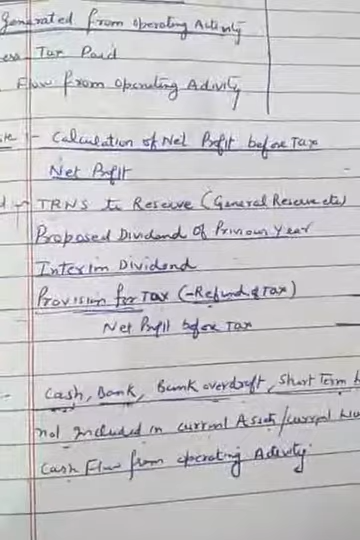 Generated from operating Activity
Less Tax Paid
Flow from Operating Activity
:- Calculation of Net Profit before Tax
Net Profit
TRNS to Reserve (General Reserve etc)
Proposed Dividend Of Previous Year
Interim Dividend
Provision for Tax (-Refund of Tax)
Net Profit before Tax
:- Cash, Bank, Bank overdraft, Short Term
not Included in current Assets/current
Cash Flow from operating Activity